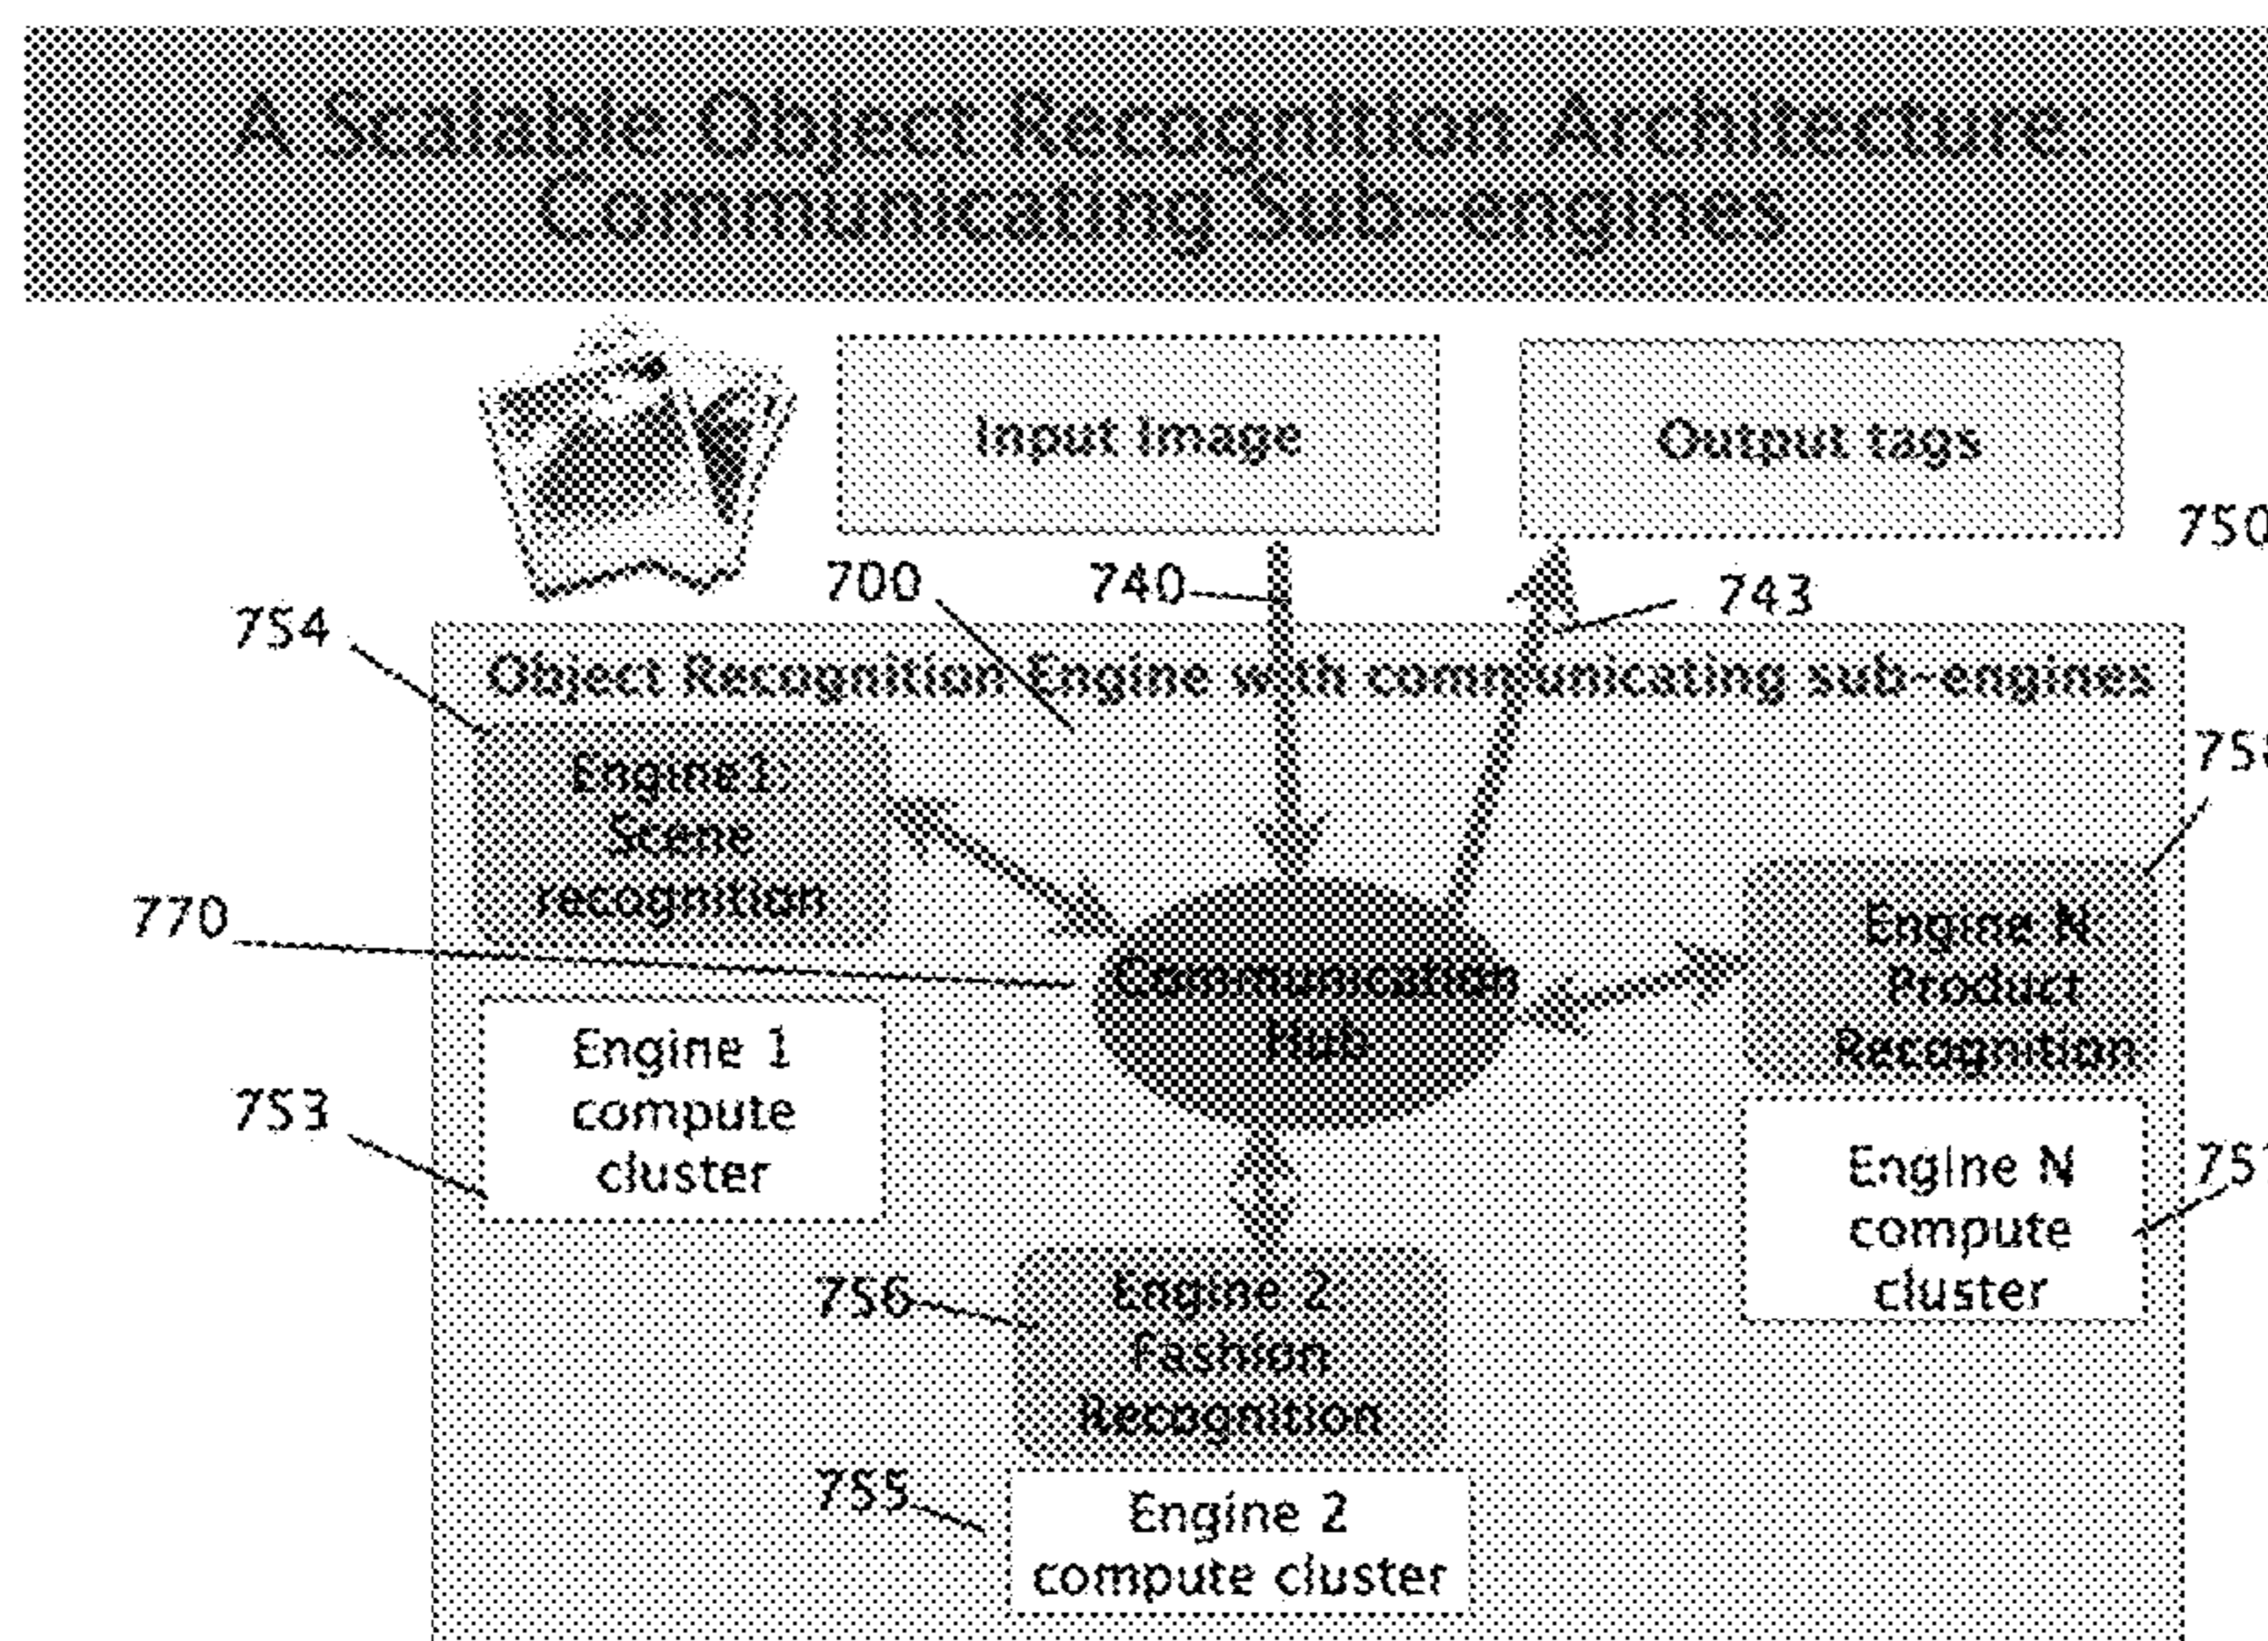 A Scalable Object Recognition Architecture:
Communicating Sub-engines
Input Image
Output tags
750
700
740
743
754
Object Recognition Engine with communicating sub-engines
Engine1:
Scene
recognition
770
Communication
Hub
Engine N:
Product
Recognition
Engine 1
compute
cluster
753
Engine N
compute
cluster
756
Engine 2:
Fashion
Recognition
755
Engine 2
compute cluster